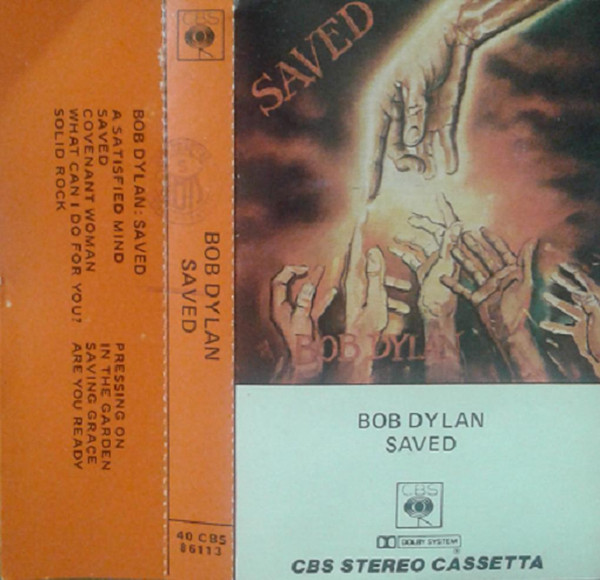 BOB DYLAN: SAVED
A SATISFIED MIND
SAVED
COVENANT WOMAN
WHAT CAN I DO FOR YOU?
SOLID ROCK
PRESSING ON
IN THE GARDEN
SAVING GRACE
ARE YOU READY
CBS
BOB DYLAN
SAVED
40 CBS
86113
SAVED
BOB DYLAN
BOB DYLAN
SAVED
CBS
DOLBY SYSTEM
CBS STEREO CASSETTA